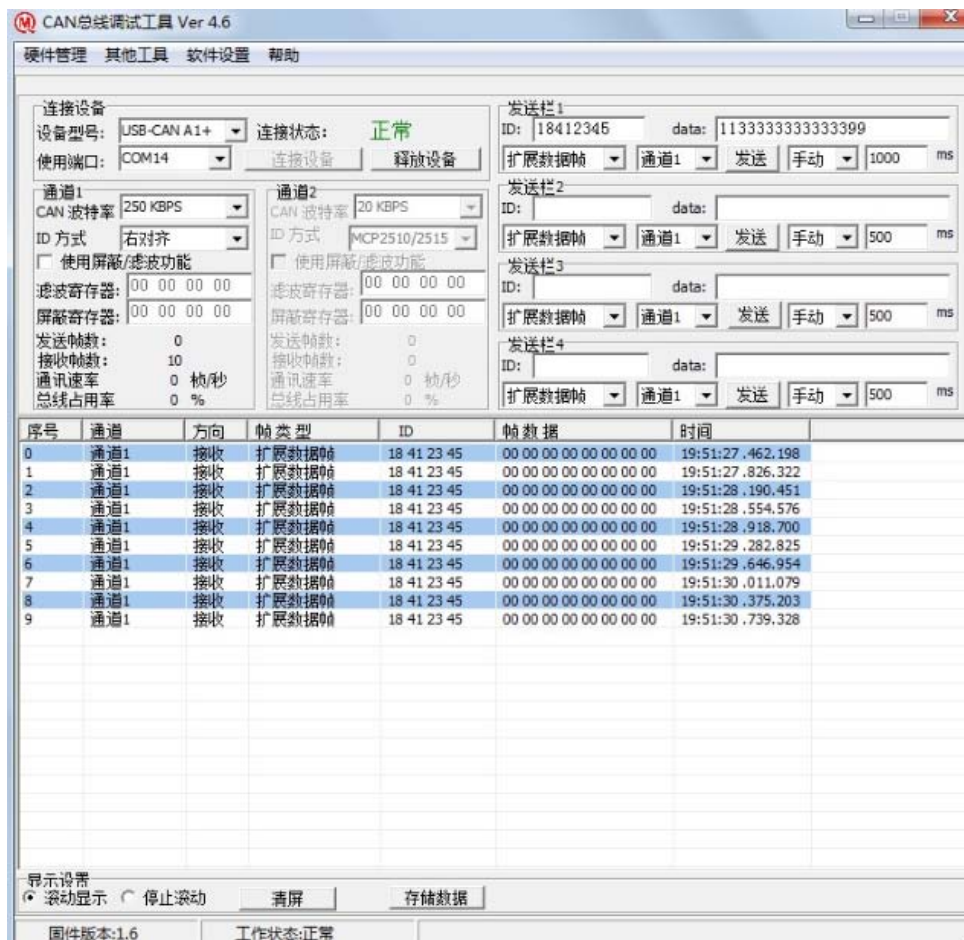 CAN总线调试工具 Ver 4.6
硬件管理 其他工具 软件设置 帮助
连接设备
设备型号: USB-CAN A1+ 连接状态: 正常
使用端口: COM14 连接设备 释放设备
通道1
CAN 波特率 250 KBPS
ID 方式 右对齐
使用屏蔽/滤波功能
滤波寄存器: 00 00 00 00
屏蔽寄存器: 00 00 00 00
发送帧数: 0
接收帧数: 10
通讯速率 0 桢/秒
总线占用率 0 %
通道2
CAN 波特率 20 KBPS
ID 方式 MCP2510/2515
使用屏蔽/滤波功能
滤波寄存器: 00 00 00 00
屏蔽寄存器: 00 00 00 00
发送帧数: 0
接收帧数: 0
通讯速率 0 桢/秒
总线占用率 0 %
发送栏1
ID: 18412345 data: 1133333333333399
扩展数据帧 通道1 发送 手动 1000 ms
发送栏2
ID: data:
扩展数据帧 通道1 发送 手动 500 ms
发送栏3
ID: data:
扩展数据帧 通道1 发送 手动 500 ms
发送栏4
ID: data:
扩展数据帧 通道1 发送 手动 500 ms
序号 通道 方向 帧类型 ID 帧数据 时间
0 通道1 接收 扩展数据帧 18 41 23 45 00 00 00 00 00 00 00 00 19:51:27 .462.198
1 通道1 接收 扩展数据帧 18 41 23 45 00 00 00 00 00 00 00 00 19:51:27 .826.322
2 通道1 接收 扩展数据帧 18 41 23 45 00 00 00 00 00 00 00 00 19:51:28 .190.451
3 通道1 接收 扩展数据帧 18 41 23 45 00 00 00 00 00 00 00 00 19:51:28 .554.576
4 通道1 接收 扩展数据帧 18 41 23 45 00 00 00 00 00 00 00 00 19:51:28 .918.700
5 通道1 接收 扩展数据帧 18 41 23 45 00 00 00 00 00 00 00 00 19:51:29 .282.825
6 通道1 接收 扩展数据帧 18 41 23 45 00 00 00 00 00 00 00 00 19:51:29 .646.954
7 通道1 接收 扩展数据帧 18 41 23 45 00 00 00 00 00 00 00 00 19:51:30 .011.079
8 通道1 接收 扩展数据帧 18 41 23 45 00 00 00 00 00 00 00 00 19:51:30 .375.203
9 通道1 接收 扩展数据帧 18 41 23 45 00 00 00 00 00 00 00 00 19:51:30 .739.328
显示设置
滚动显示 停止滚动 清屏 存储数据
固件版本:1.6 工作状态:正常